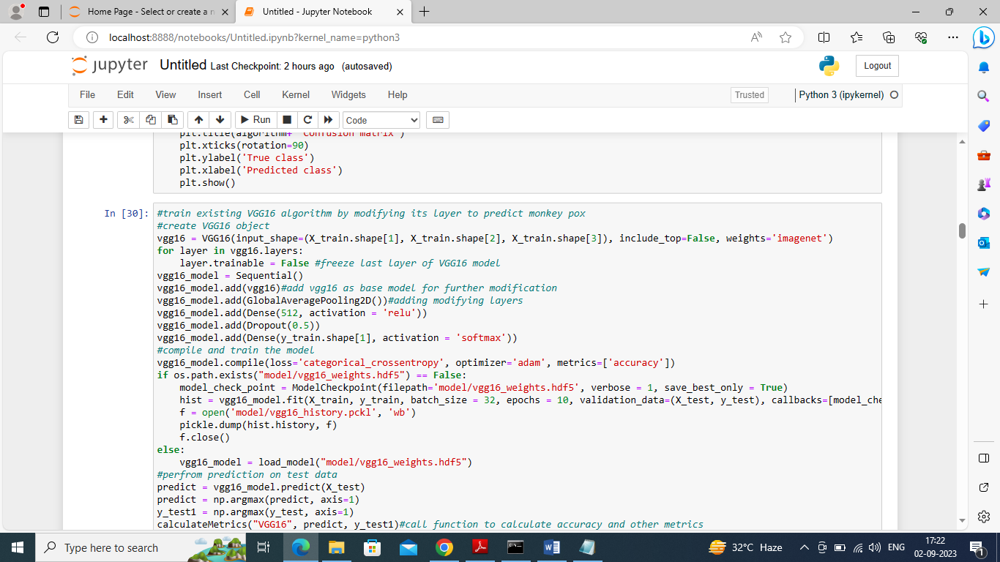 Home Page - Select or create a n
Untitled - Jupyter Notebook
localhost:8888/notebooks/Untitled.ipynb?kernel_name=python3
jupyter Untitled Last Checkpoint: 2 hours ago (autosaved)
Logout
File Edit View Insert Cell Kernel Widgets Help
Trusted
Python 3 (ipykernel)
Run
Code
plt.title(algorithm+" Confusion matrix")
plt.xticks(rotation=90)
plt.ylabel('True class')
plt.xlabel('Predicted class')
plt.show()
In [30]:
#train existing VGG16 algorithm by modifying its layer to predict monkey pox
#create VGG16 object
vgg16 = VGG16(input_shape=(X_train.shape[1], X_train.shape[2], X_train.shape[3]), include_top=False, weights='imagenet')
for layer in vgg16.layers:
    layer.trainable = False #freeze last layer of VGG16 model
vgg16_model = Sequential()
vgg16_model.add(vgg16)#add vgg16 as base model for further modification
vgg16_model.add(GlobalAveragePooling2D())#adding modifying layers
vgg16_model.add(Dense(512, activation = 'relu'))
vgg16_model.add(Dropout(0.5))
vgg16_model.add(Dense(y_train.shape[1], activation = 'softmax'))
#compile and train the model
vgg16_model.compile(loss='categorical_crossentropy', optimizer='adam', metrics=['accuracy'])
if os.path.exists("model/vgg16_weights.hdf5") == False:
    model_check_point = ModelCheckpoint(filepath='model/vgg16_weights.hdf5', verbose = 1, save_best_only = True)
    hist = vgg16_model.fit(X_train, y_train, batch_size = 32, epochs = 10, validation_data=(X_test, y_test), callbacks=[model_che
    f = open('model/vgg16_history.pckl', 'wb')
    pickle.dump(hist.history, f)
    f.close()
else:
    vgg16_model = load_model("model/vgg16_weights.hdf5")
#perfrom prediction on test data
predict = vgg16_model.predict(X_test)
predict = np.argmax(predict, axis=1)
y_test1 = np.argmax(y_test, axis=1)
calculateMetrics("VGG16", predict, y_test1)#call function to calculate accuracy and other metrics
Type here to search
32°C Haze
ENG
17:22
02-09-2023
1